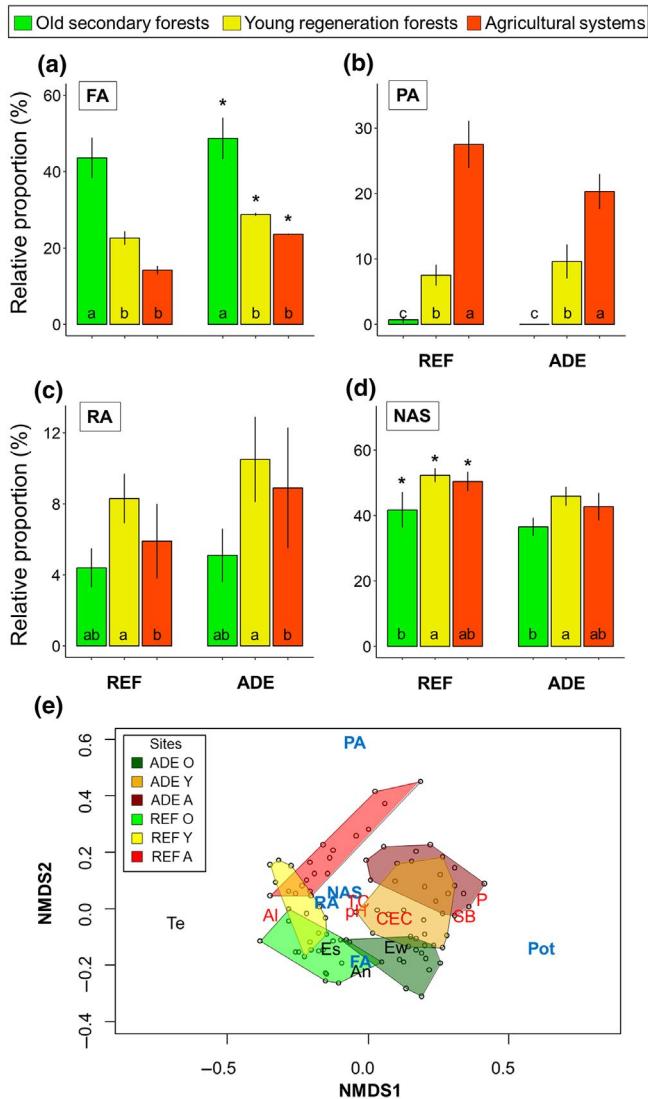 Old secondary forests Young regeneration forests Agricultural systems
(a) (b)
FA
PA
Relative proportion (%)
60
40
20
0
* * *
a b b a b b
30
20
10
0
c b a c b a
REF ADE
(c) (d)
RA
NAS
Relative proportion (%)
12
8
4
0
ab a b ab a b
60
40
20
0
* * *
b a ab b a ab
REF ADE REF ADE
(e)
Sites
ADE O
ADE Y
ADE A
REF O
REF Y
REF A
NMDS2
0.6
0.4
0.2
0.0
−0.2
−0.4
PA
NAS
RA
TC
pH
Al
CEC
P
SB
Te
Es
Ew
FA
An
Pot
−0.5 0.0 0.5
NMDS1